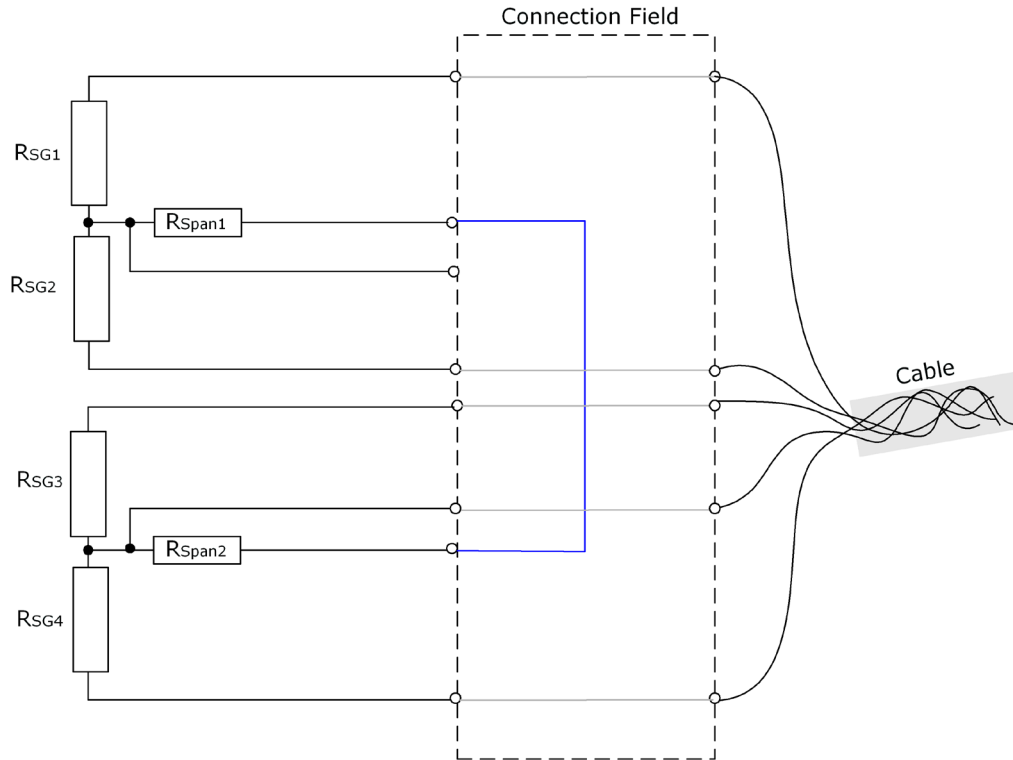 Connection Field
RSG1
RSpan1
RSG2
Cable
RSG3
RSpan2
RSG4